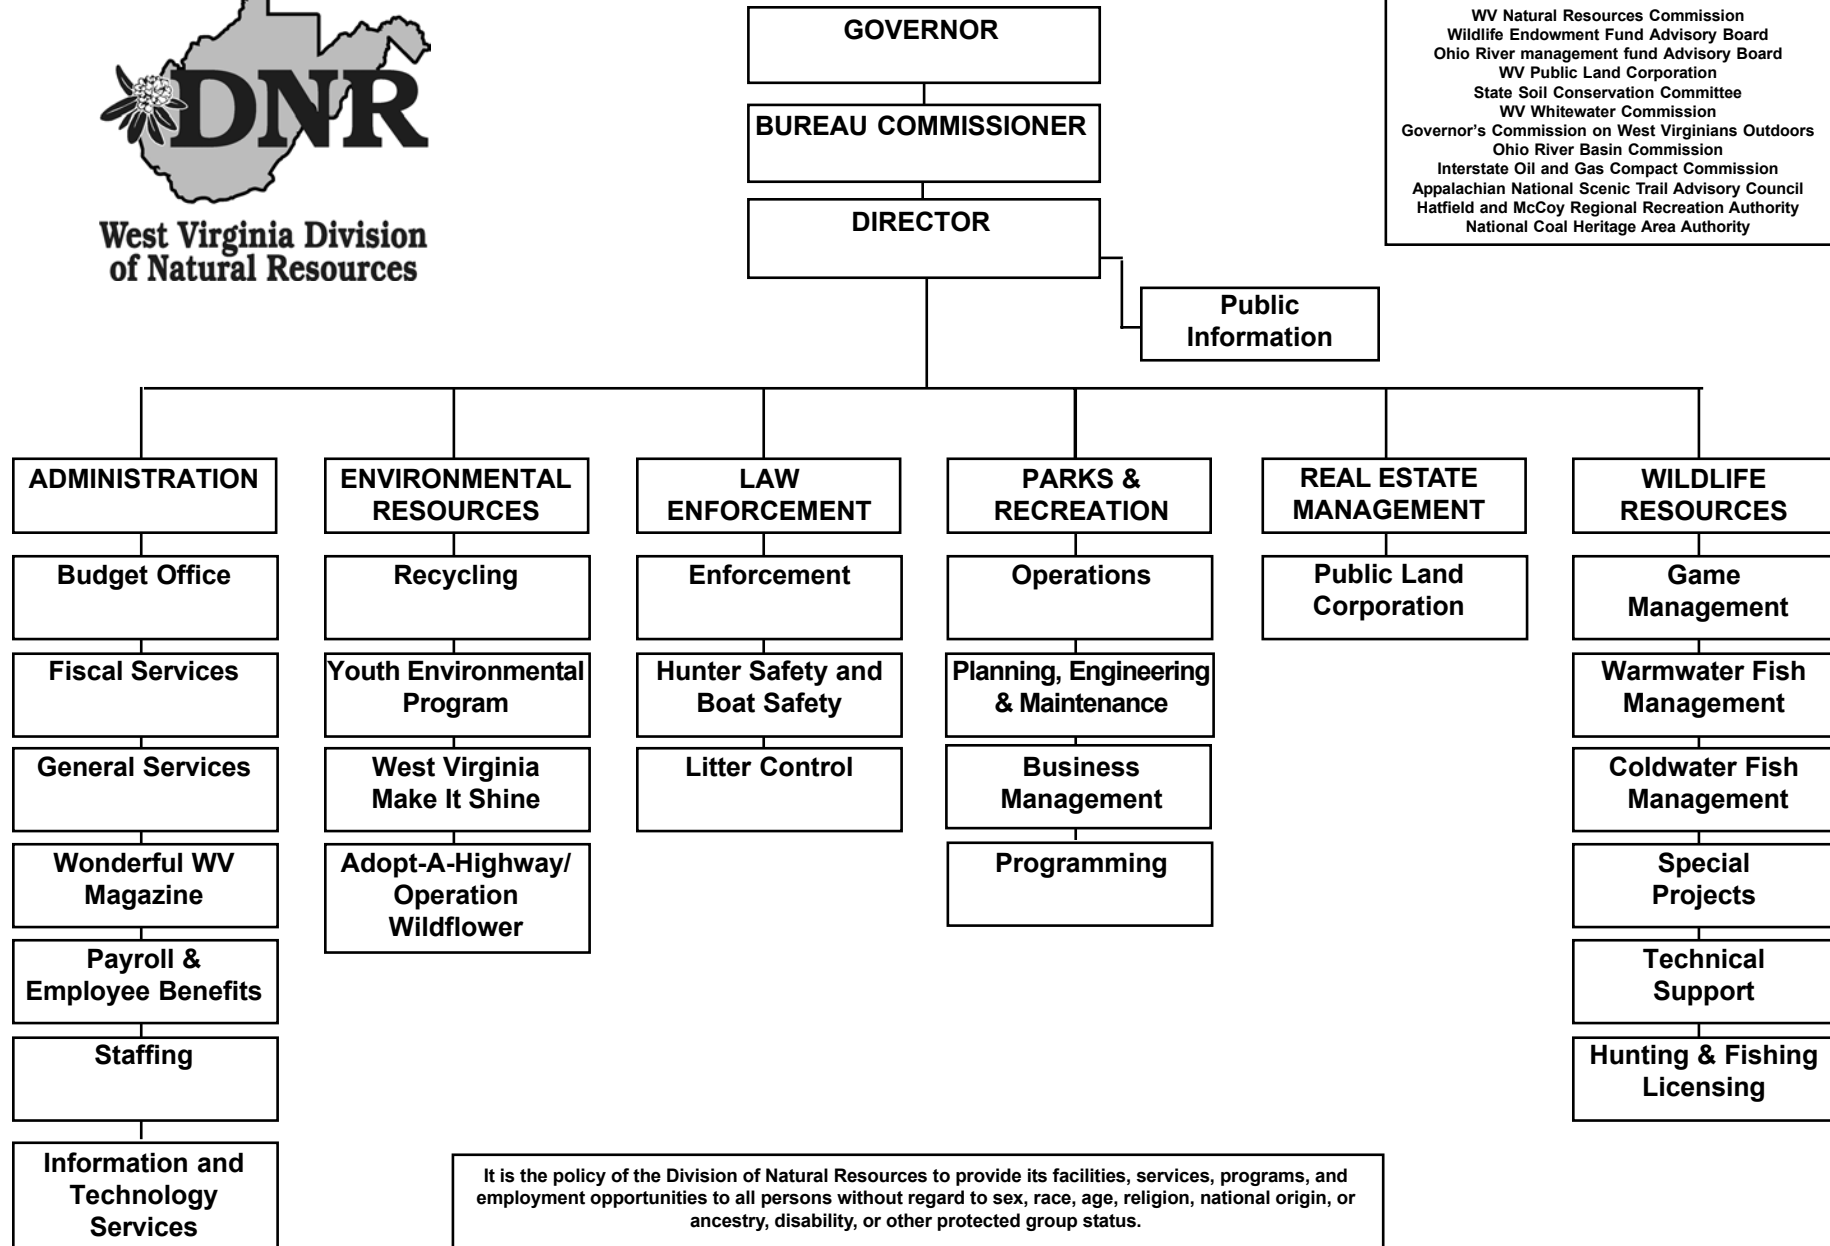 DNR
West Virginia Division
of Natural Resources
GOVERNOR
BUREAU COMMISSIONER
DIRECTOR
WV Natural Resources Commission
Wildlife Endowment Fund Advisory Board
Ohio River management fund Advisory Board
WV Public Land Corporation
State Soil Conservation Committee
WV Whitewater Commission
Governor’s Commission on West Virginians Outdoors
Ohio River Basin Commission
Interstate Oil and Gas Compact Commission
Appalachian National Scenic Trail Advisory Council
Hatfield and McCoy Regional Recreation Authority
National Coal Heritage Area Authority
Public
Information
ADMINISTRATION
Budget Office
Fiscal Services
General Services
Wonderful WV
Magazine
Payroll &
Employee Benefits
Staffing
Information and
Technology
Services
ENVIRONMENTAL
RESOURCES
Recycling
Youth Environmental
Program
West Virginia
Make It Shine
Adopt-A-Highway/
Operation
Wildflower
LAW
ENFORCEMENT
Enforcement
Hunter Safety and
Boat Safety
Litter Control
PARKS &
RECREATION
Operations
Planning, Engineering
& Maintenance
Business
Management
Programming
REAL ESTATE
MANAGEMENT
Public Land
Corporation
WILDLIFE
RESOURCES
Game
Management
Warmwater Fish
Management
Coldwater Fish
Management
Special
Projects
Technical
Support
Hunting & Fishing
Licensing
It is the policy of the Division of Natural Resources to provide its facilities, services, programs, and
employment opportunities to all persons without regard to sex, race, age, religion, national origin, or
ancestry, disability, or other protected group status.